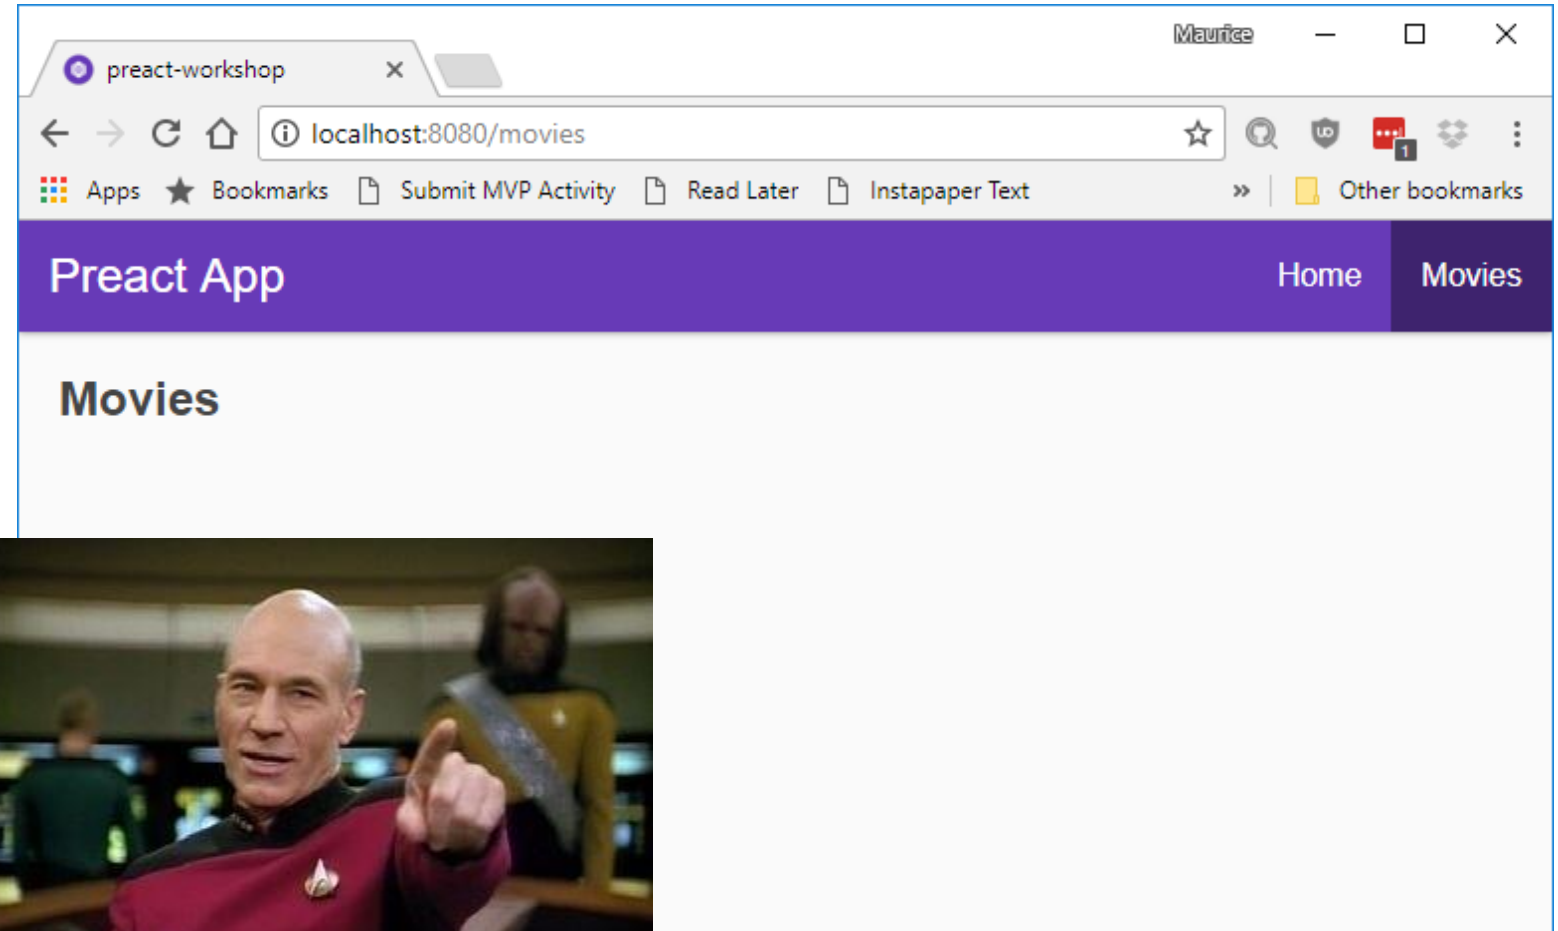 Maurice
preact-workshop
localhost:8080/movies
1
Apps Bookmarks Submit MVP Activity Read Later Instapaper Text » Other bookmarks
Preact App Home Movies
Movies